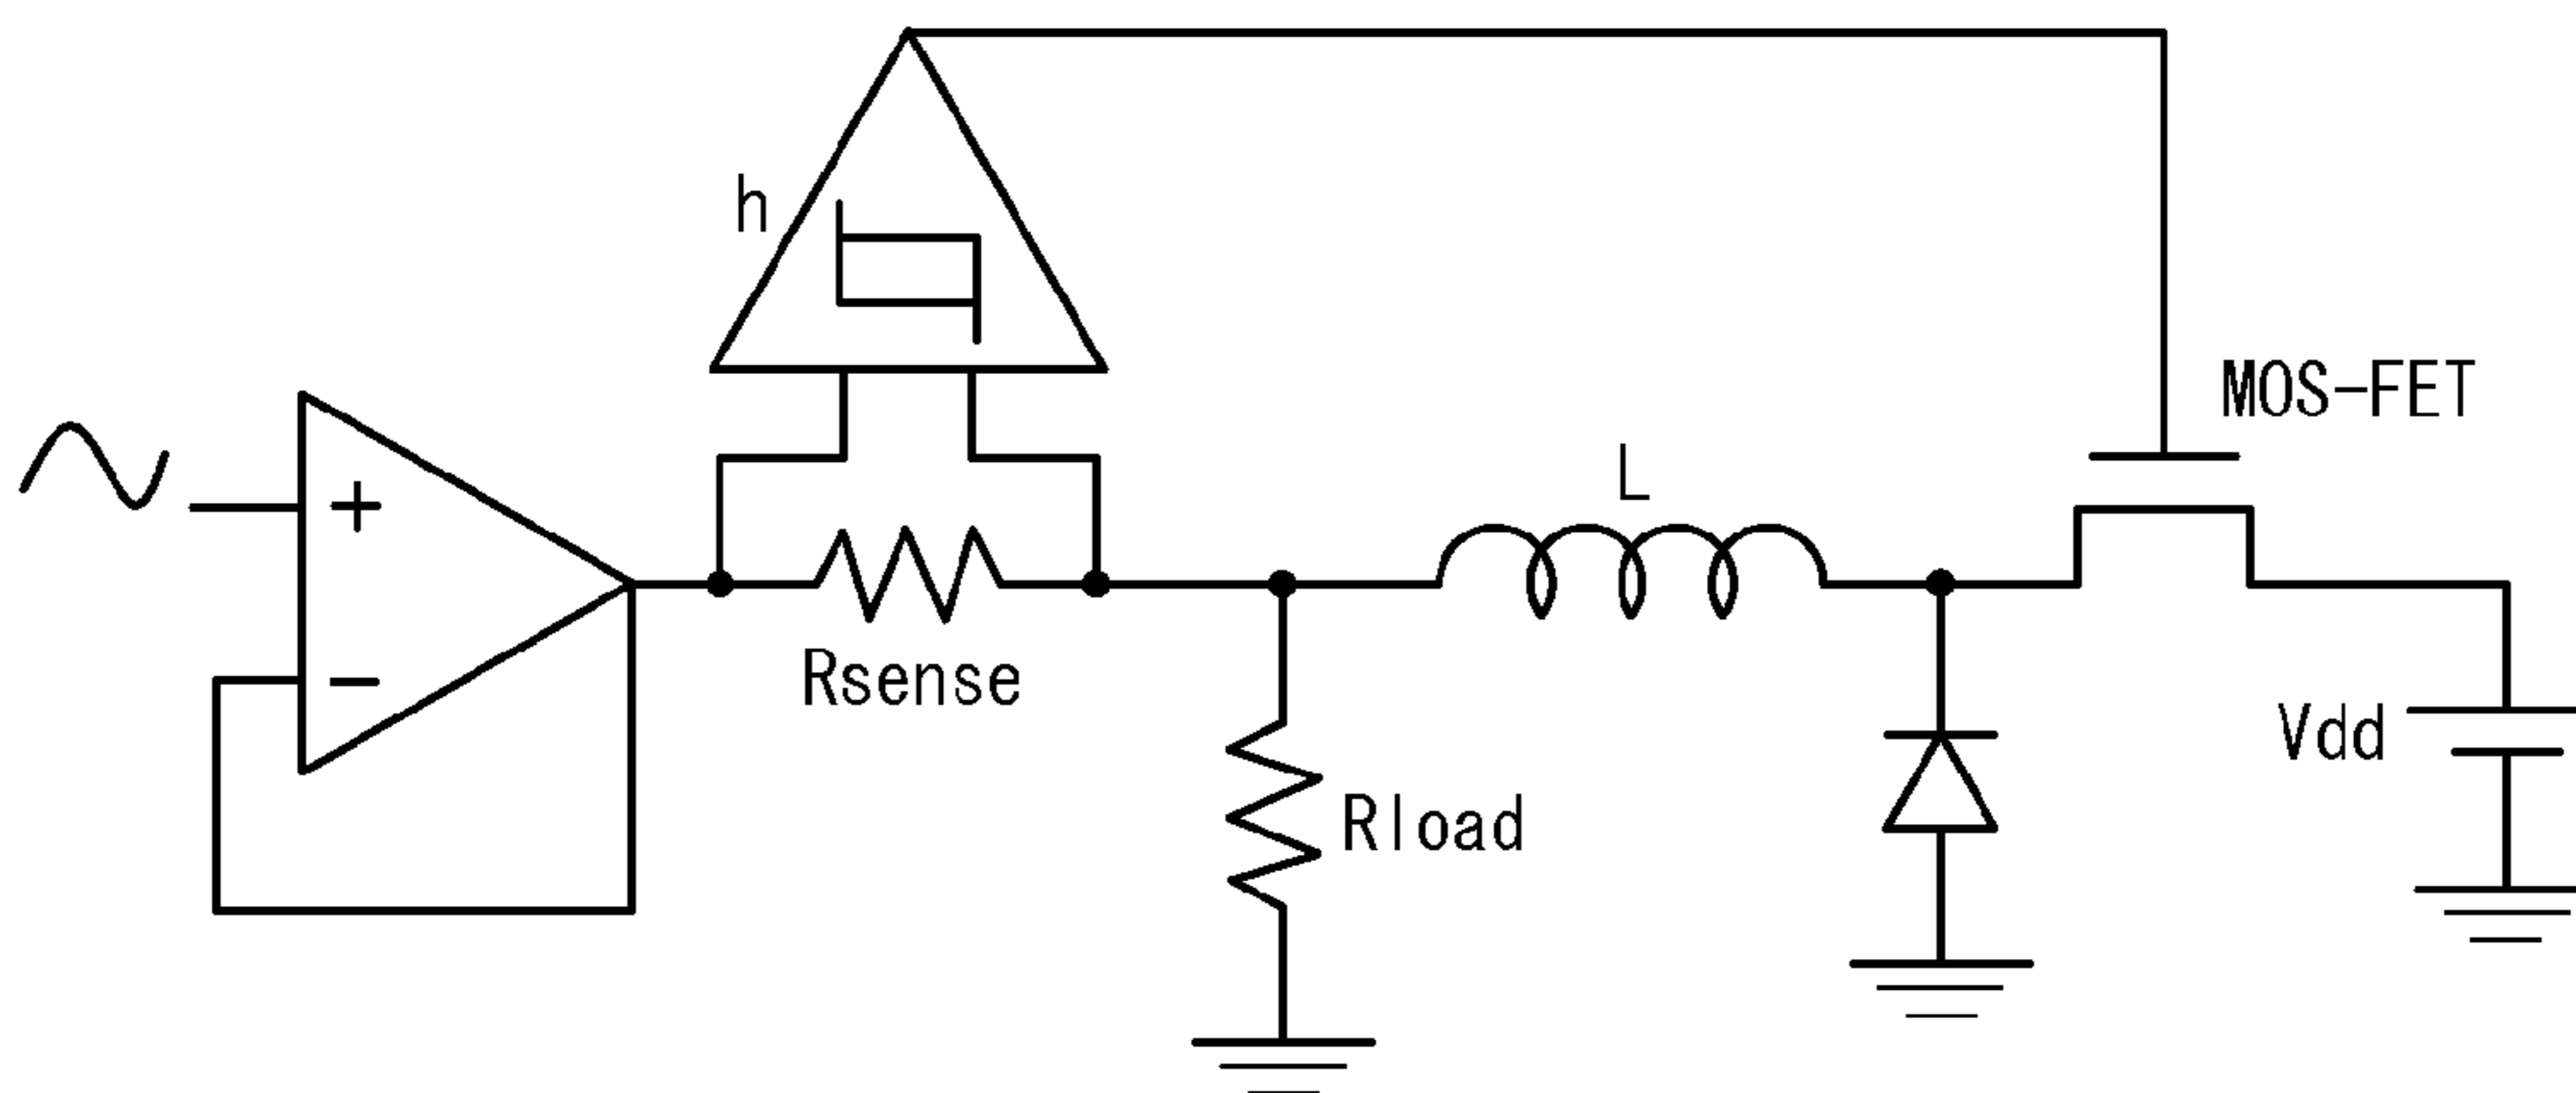 h
MOS-FET
L
+
Rsense
−
Vdd
Rload